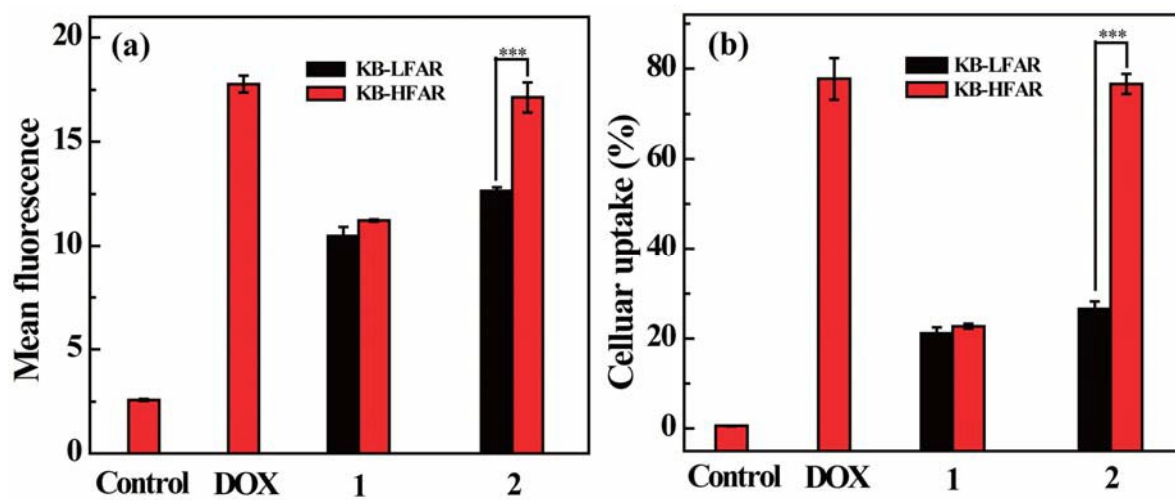 (a)
***
KB-LFAR
KB-HFAR
Mean fluorescence
20
15
10
5
0
Control DOX 1 2
(b)
***
KB-LFAR
KB-HFAR
Celluar uptake (%)
80
60
40
20
0
Control DOX 1 2